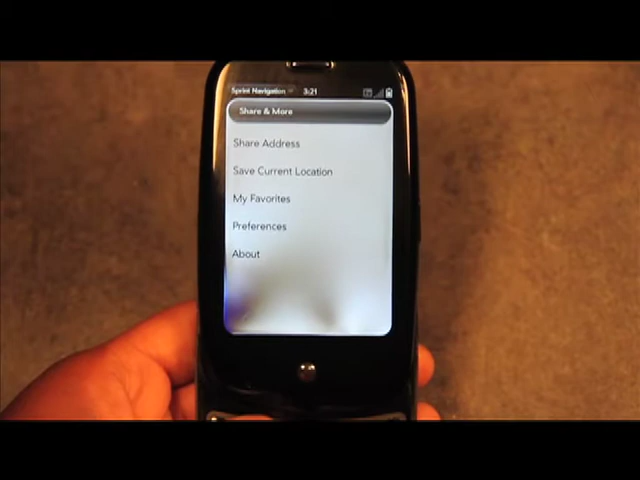 Sprint Navigation 3:21
Share & More
Share Address
Save Current Location
My Favorites
Preferences
About